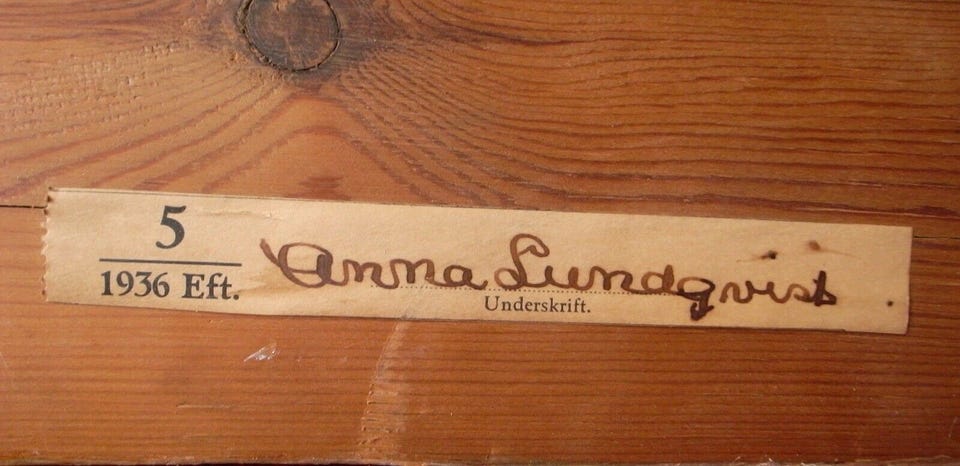 5
1936 Eft.
Anna Lundqvist
Underskrift.